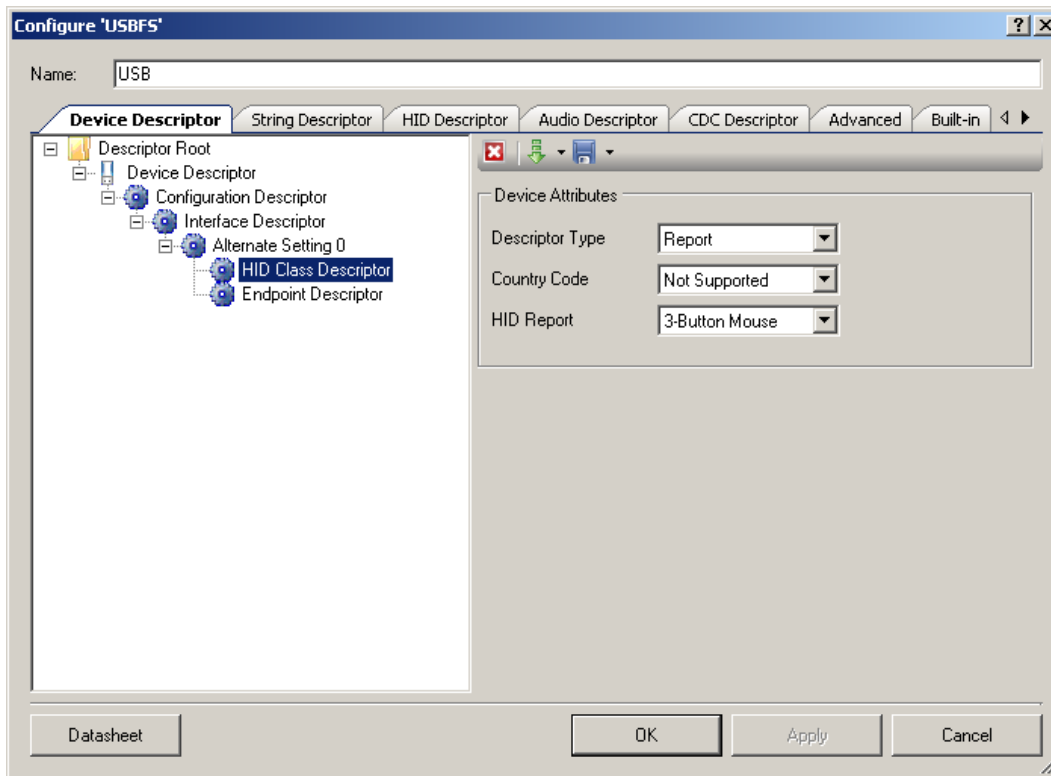 Configure 'USBFS'
Name: USB
Device Descriptor String Descriptor HID Descriptor Audio Descriptor CDC Descriptor Advanced Built-in
Descriptor Root
Device Descriptor
Configuration Descriptor
Interface Descriptor
Alternate Setting 0
HID Class Descriptor
Endpoint Descriptor
Device Attributes
Descriptor Type Report
Country Code Not Supported
HID Report 3-Button Mouse
Datasheet OK Apply Cancel